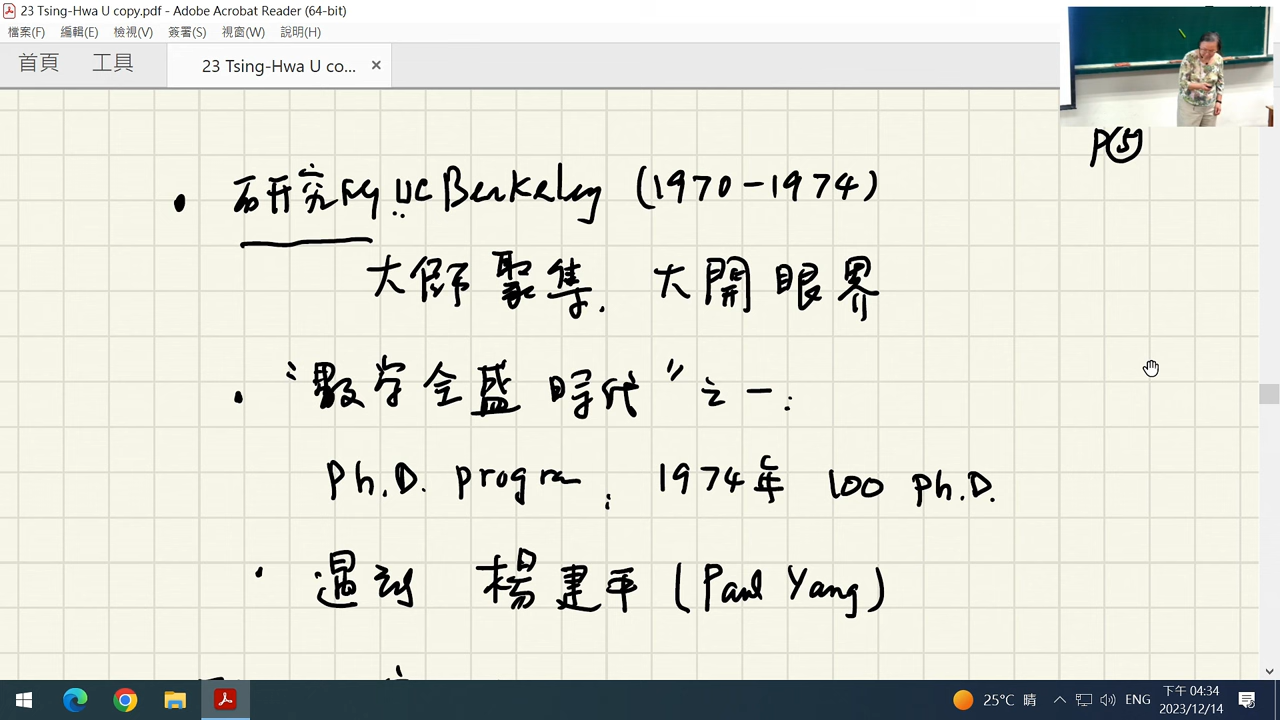 23 Tsing-Hwa U copy.pdf - Adobe Acrobat Reader (64-bit)
檔案(F) 編輯(E) 檢視(V) 簽署(S) 視窗(W) 說明(H)
首頁 工具 23 Tsing-Hwa U co... ×
P⑤
• 研究所 UC Berkeley (1970-1974)
大師聚集. 大開眼界
• "數学全盛時代"之一:
Ph.D. program: 1974年 100 Ph.D.
• 遇到 楊建平 (Paul Yang)
25°C 晴 ENG 下午 04:34
2023/12/14